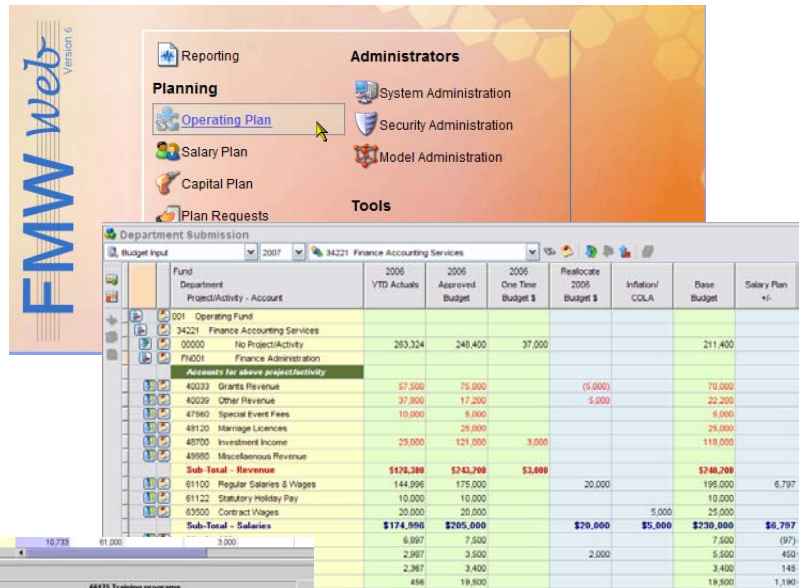 FMW web
Version 6
Reporting
Planning
Operating Plan
Salary Plan
Capital Plan
Plan Requests
Administrators
System Administration
Security Administration
Model Administration
Tools
Department Submission
Budget Input 2007 34221 Finance Accounting Services
Fund
Department
Project/Activity - Account
2006
YTD Actuals
2006
Approved
Budget
2006
One Time
Budget $
Reallocate
2006
Budget $
Inflation/
COLA
Base
Budget
Salary Plan
+/-
001 Operating Fund
34221 Finance Accounting Services
00000 No Project/Activity 263,324 248,400 37,000 211,400
FN001 Finance Administration
Accounts for above project/activity
40033 Grants Revenue 57,500 75,000 (5,000) 70,000
40039 Other Revenue 37,800 17,200 5,000 22,200
47560 Special Event Fees 10,000 5,000 5,000
48120 Marriage Licences 25,000 25,000
48700 Investment Income 23,000 121,000 3,000 118,000
49980 Miscellaenous Revenue
Sub-Total - Revenue $128,300 $243,200 $3,000 $240,200
61100 Regular Salaries & Wages 144,996 175,000 20,000 195,000 6,797
61122 Statutory Holiday Pay 10,000 10,000 10,000
63500 Contract Wages 20,000 20,000 5,000 25,000
Sub-Total - Salaries $174,996 $205,000 $20,000 $5,000 $230,000 $6,797
6,897 7,500 7,500 (97)
2,987 3,500 2,000 5,500 450
2,367 3,400 3,400 145
456 19,500 19,500 1,190
10,733 61,000 3,000
66175 Training programs